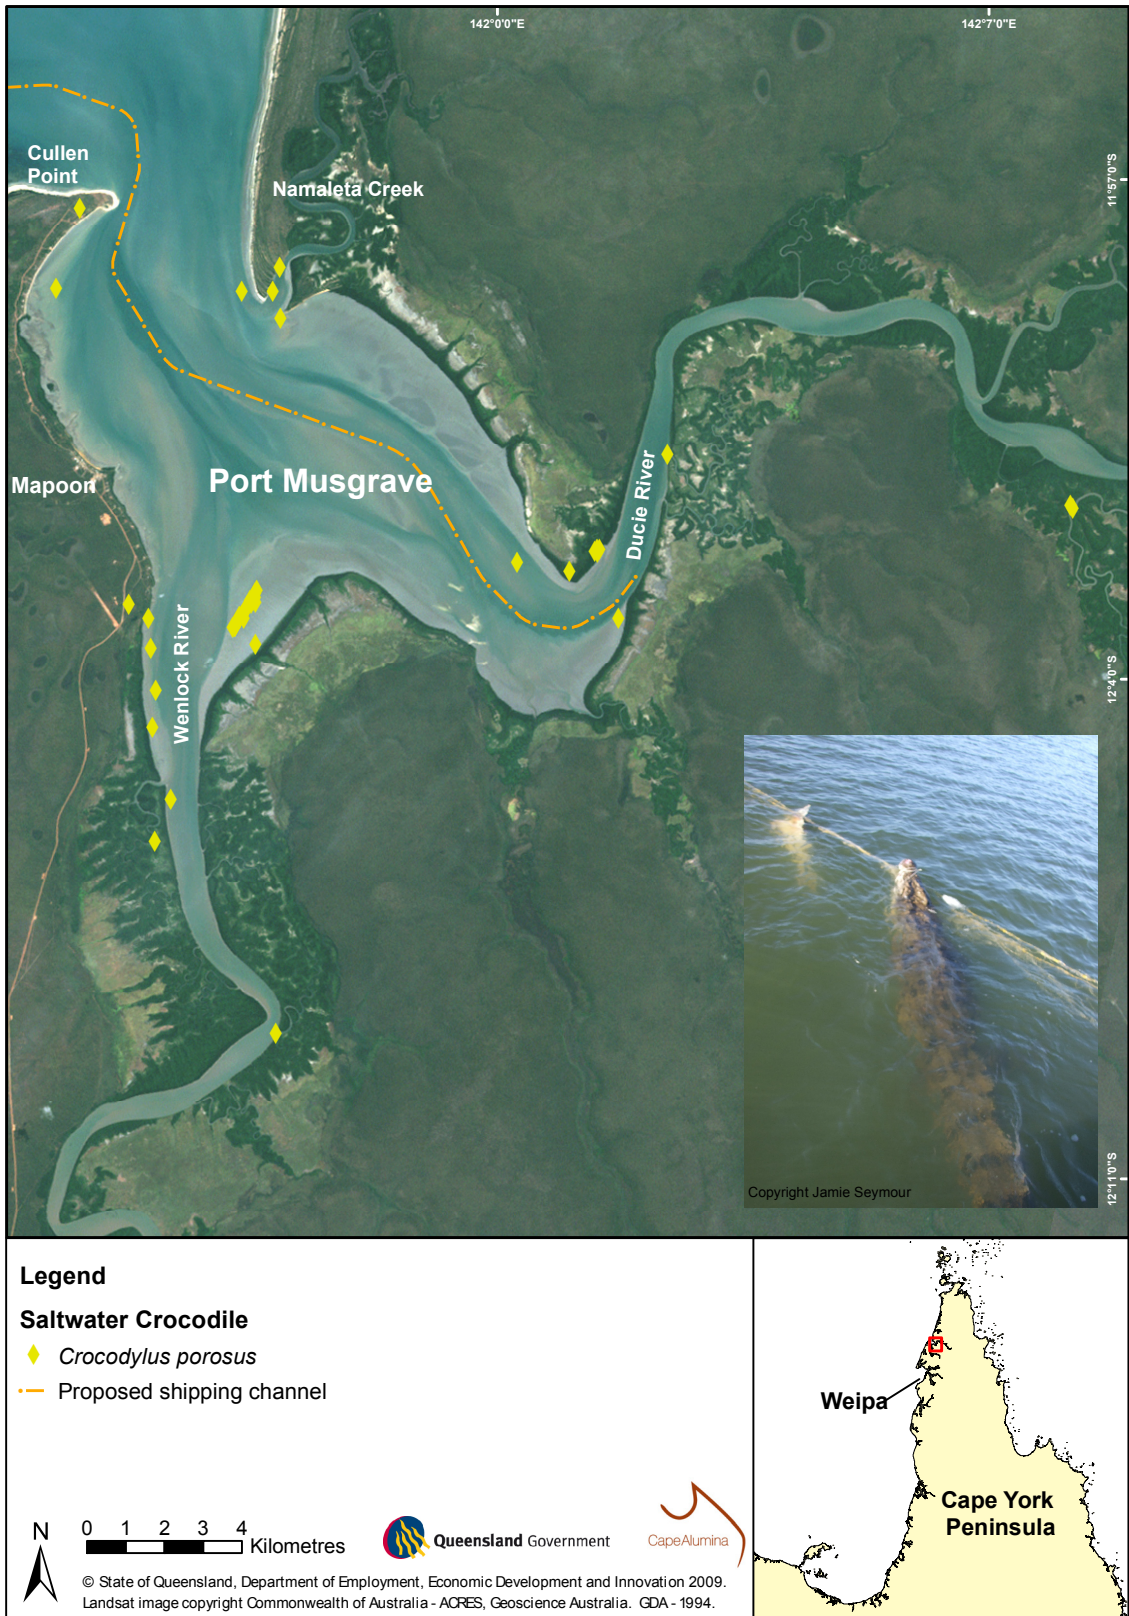 142°0'0"E
142°7'0"E
Cullen
Point
11°57'0"S
Namaleta Creek
Mapoon
Port Musgrave
Ducie River
Wenlock River
12°4'0"S
12°11'0"S
Copyright Jamie Seymour
Legend
Saltwater Crocodile
Crocodylus porosus
Proposed shipping channel
Weipa
Cape York
Peninsula
N
0 1 2 3 4
Kilometres
Queensland Government
CapeAlumina
© State of Queensland, Department of Employment, Economic Development and Innovation 2009.
Landsat image copyright Commonwealth of Australia - ACRES, Geoscience Australia. GDA - 1994.